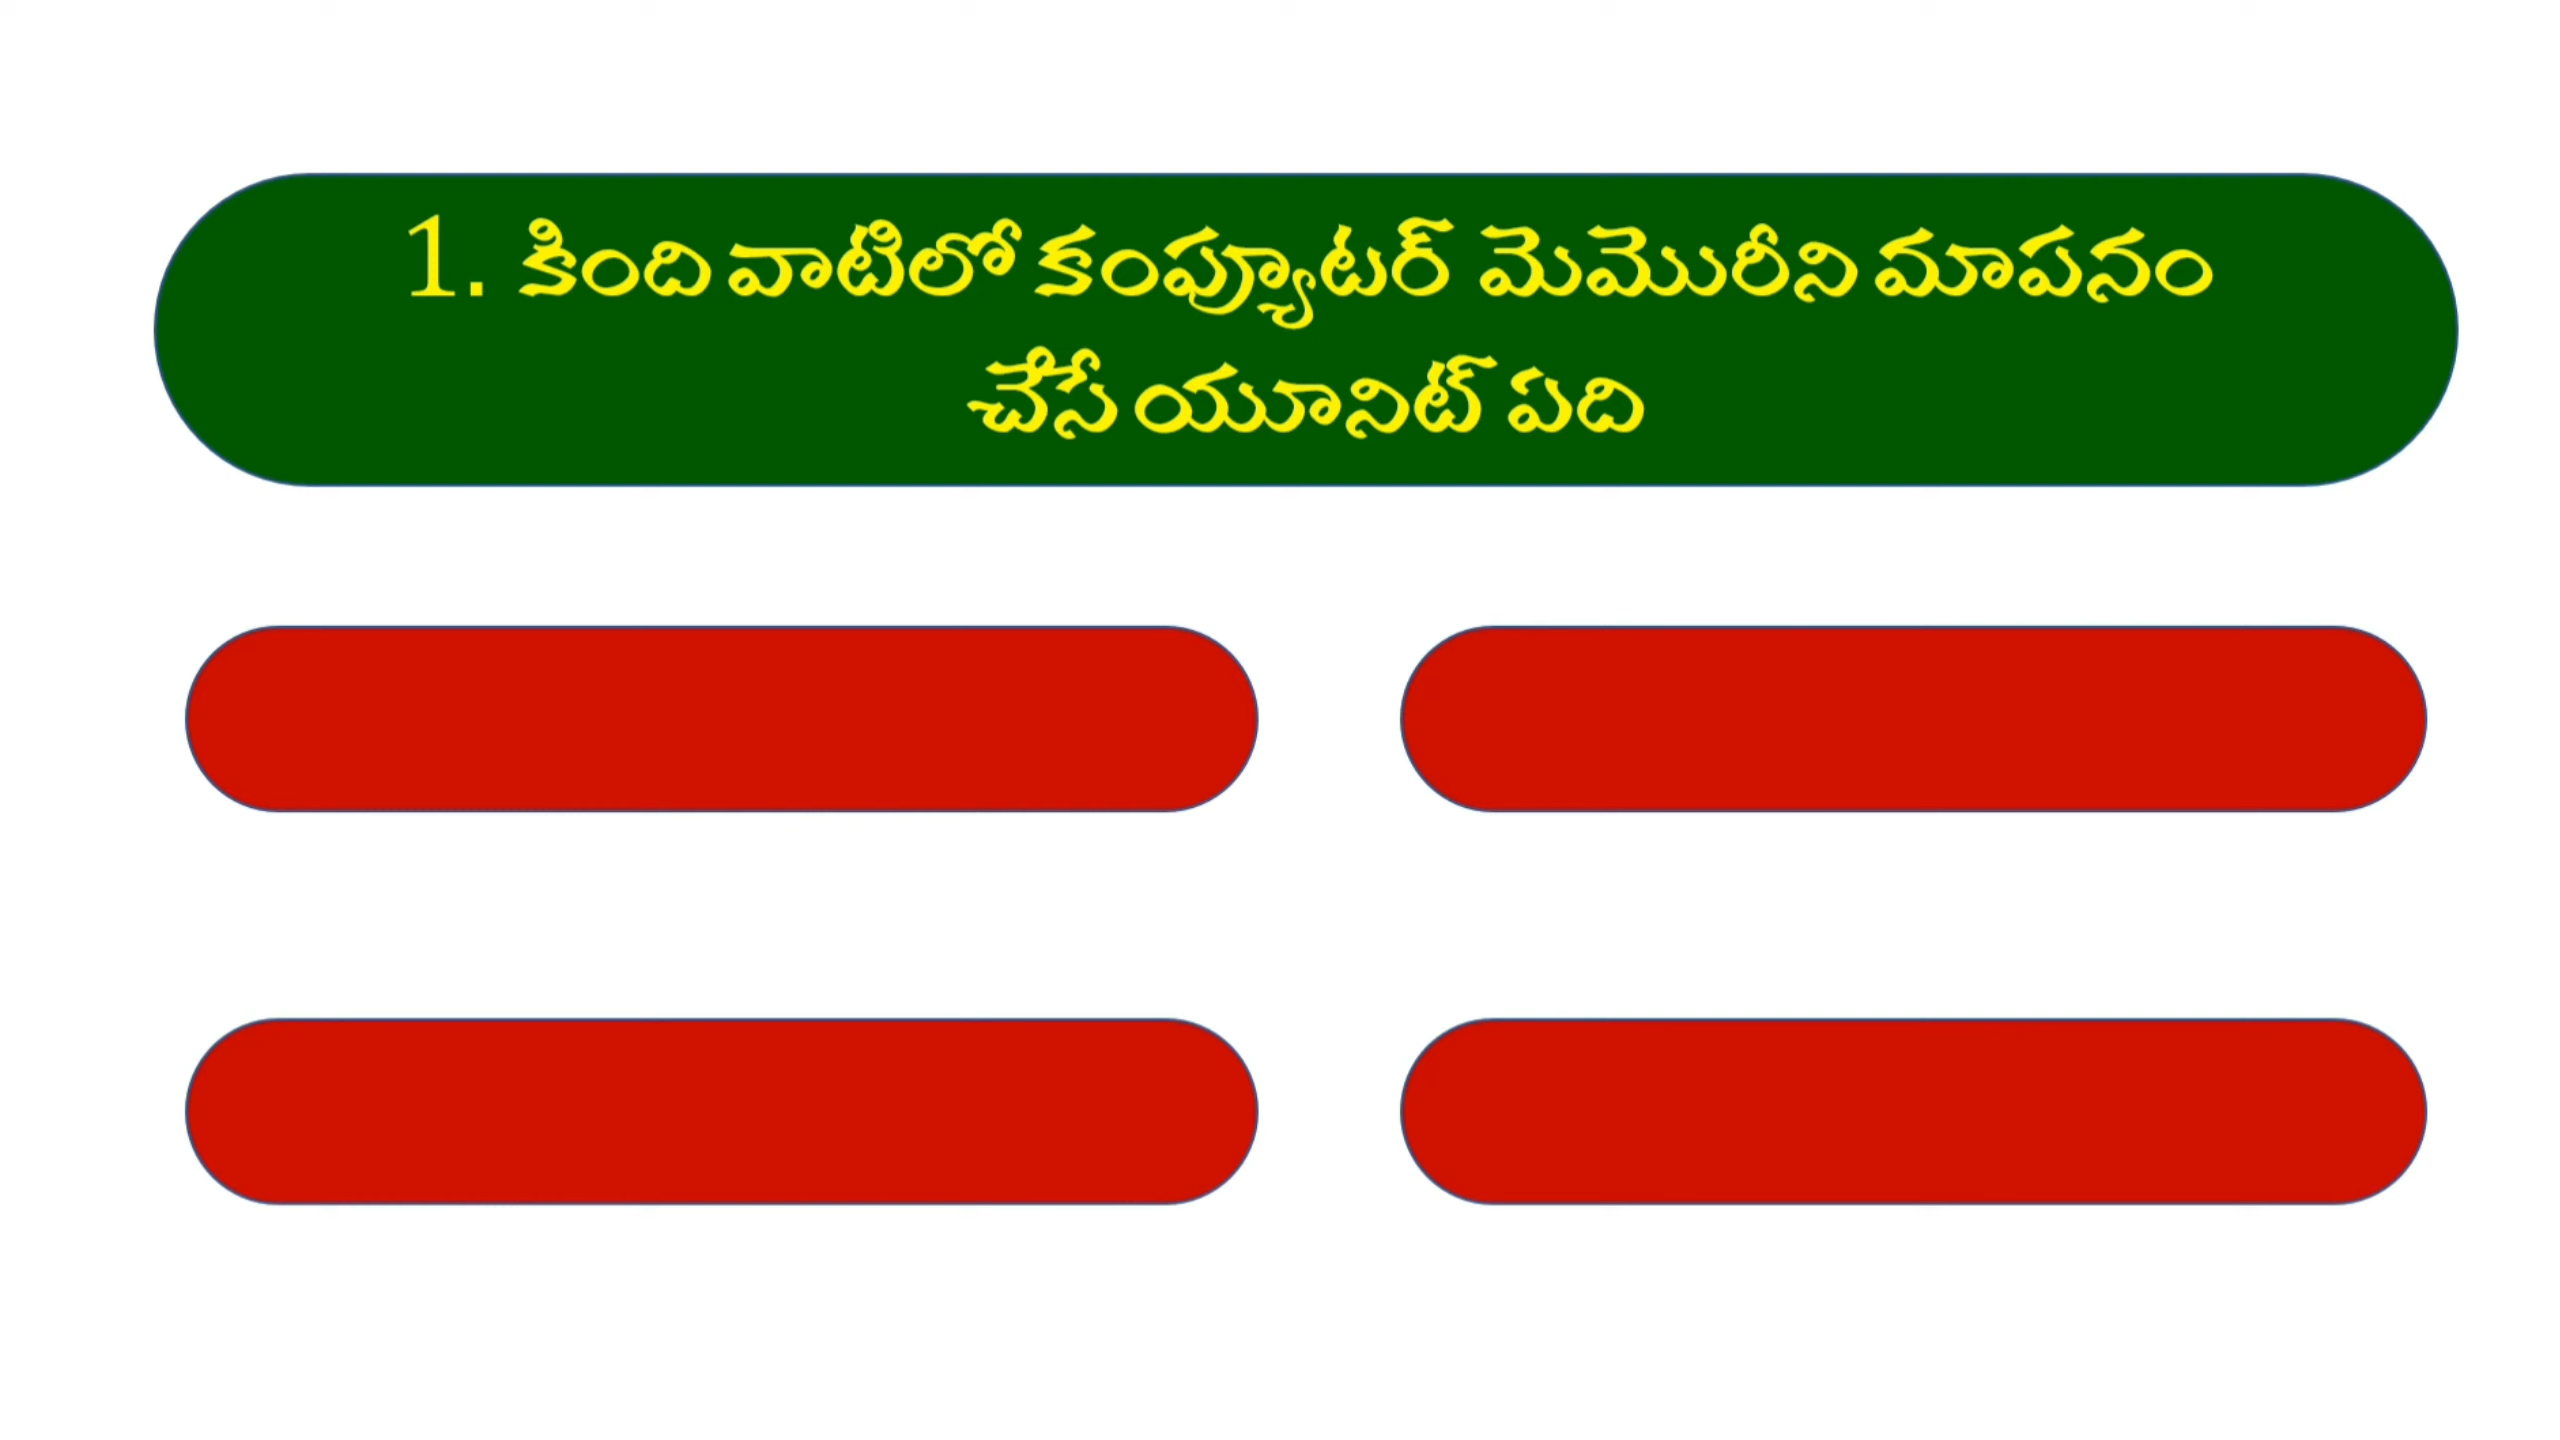 1. కింది వాటిలో కంప్యూటర్ మెమొరీని మాపనం
చేసే యూనిట్ ఏది